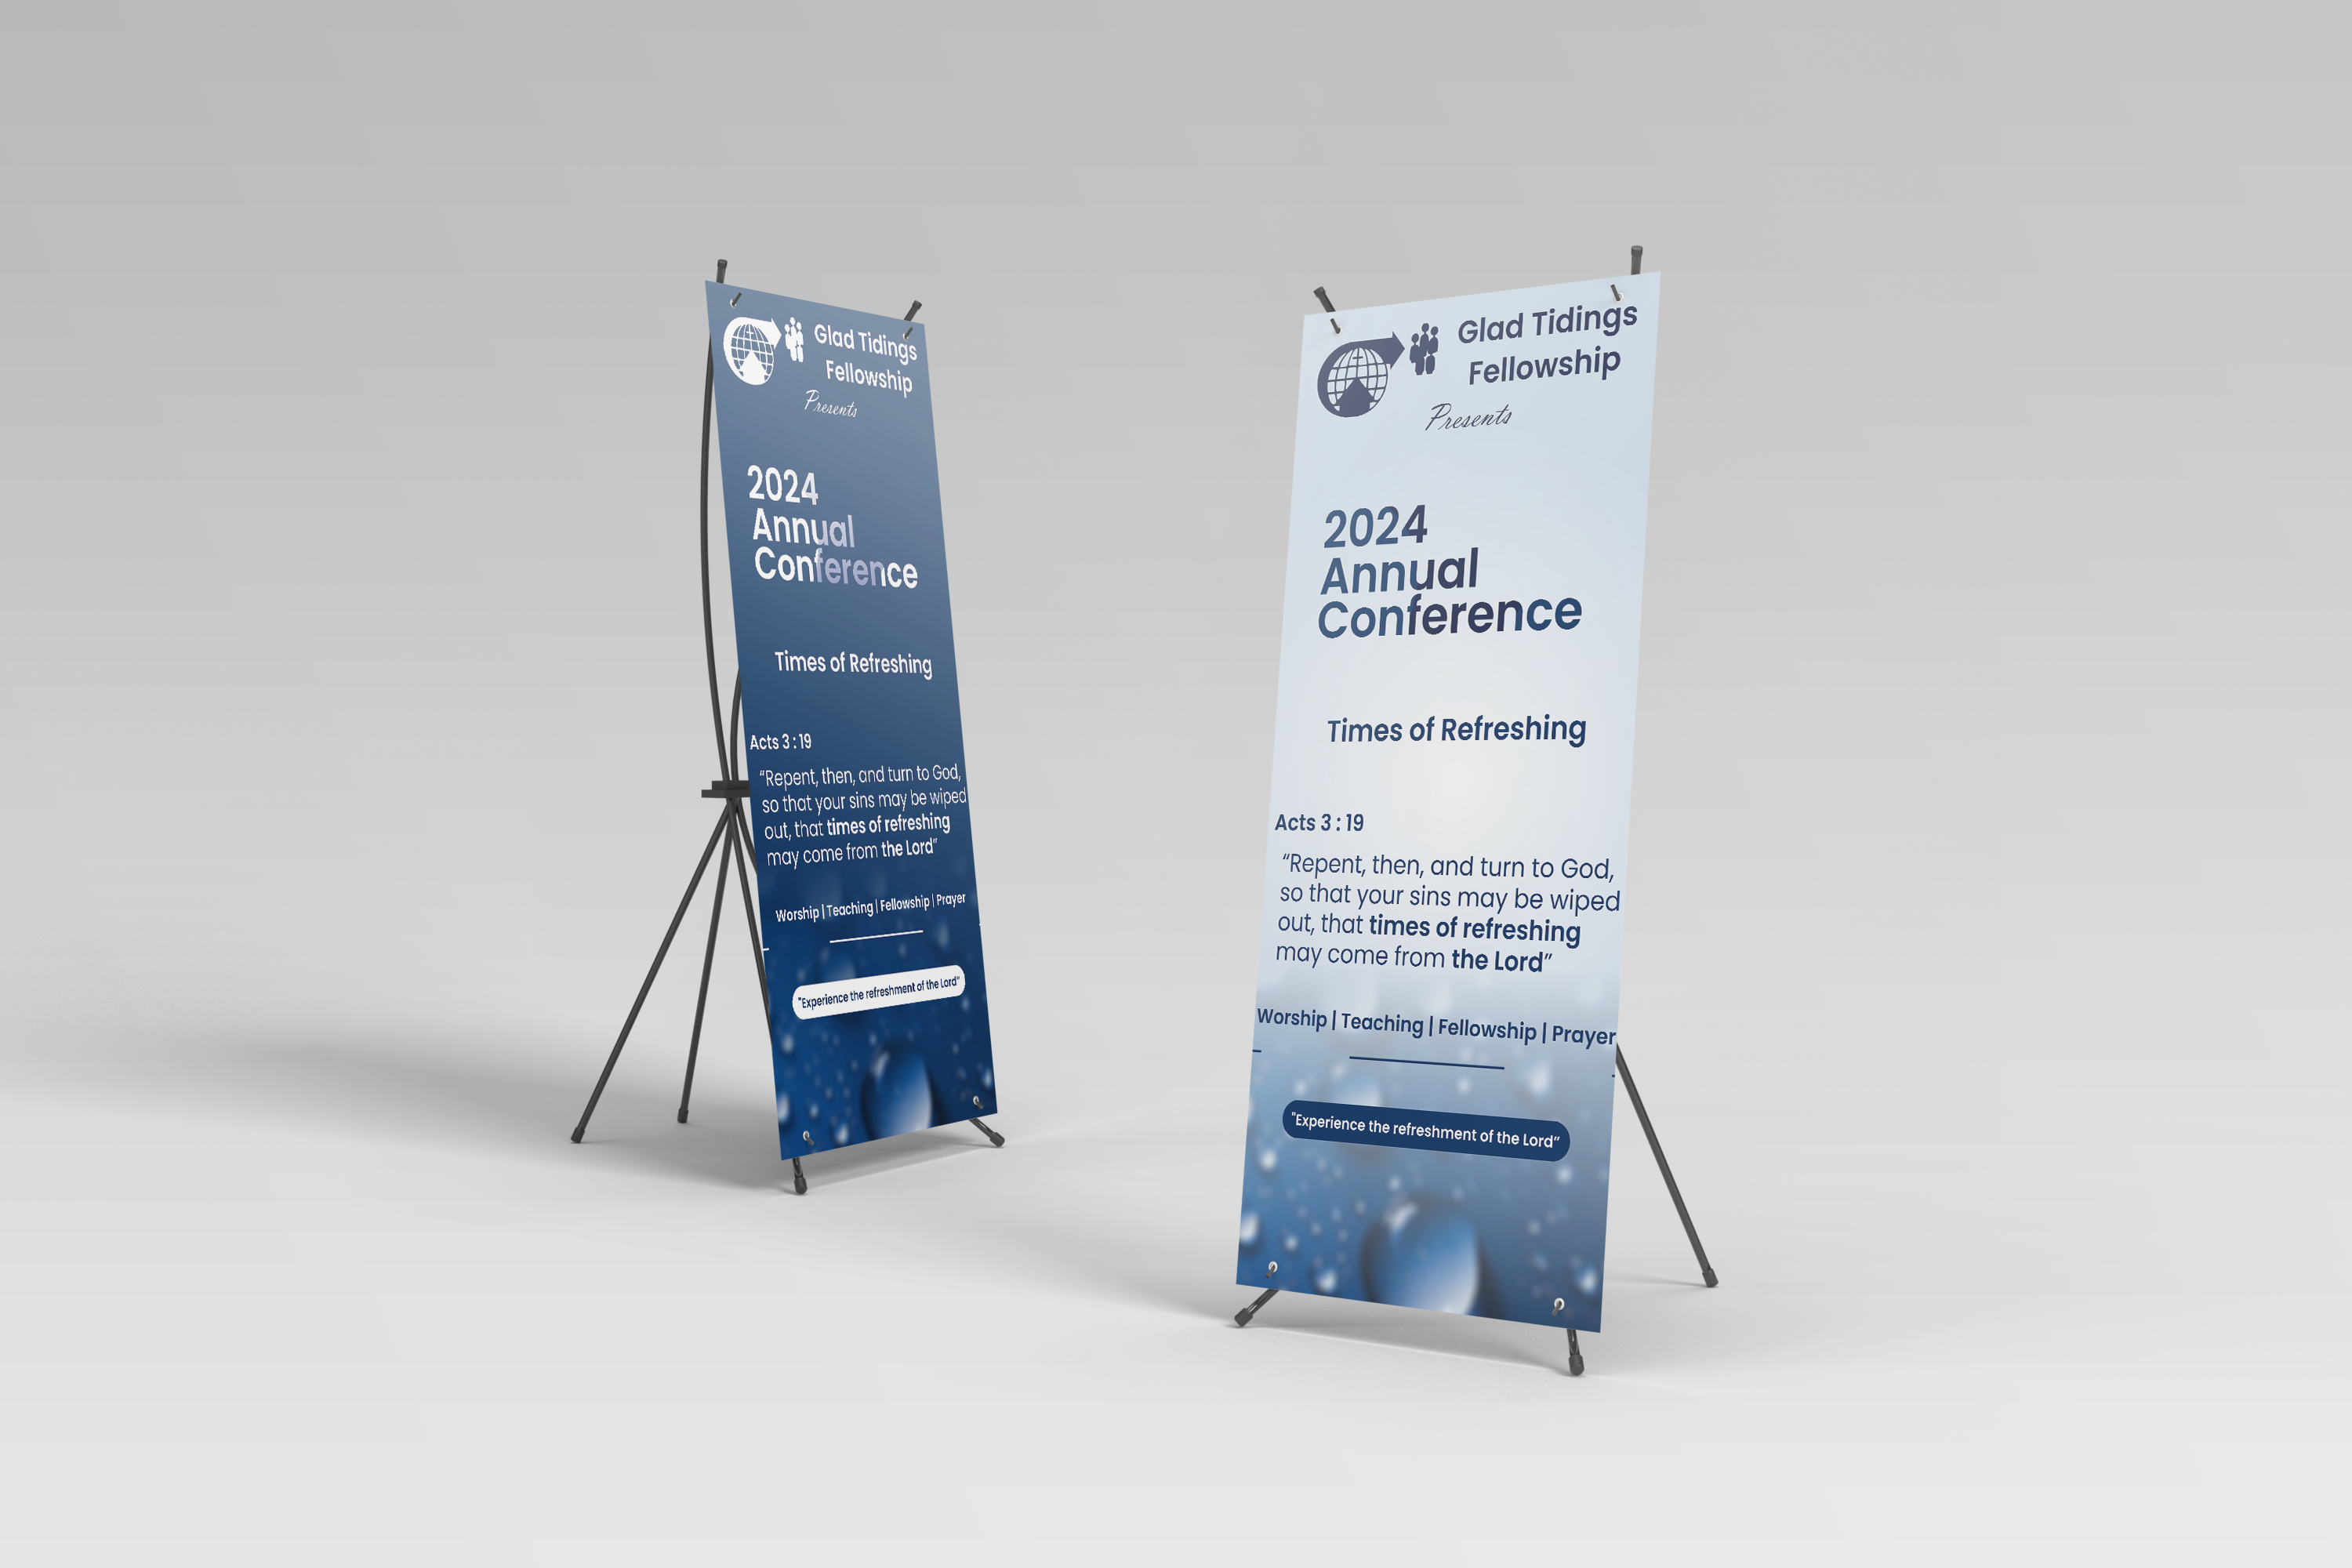 Glad Tidings
Fellowship
Presents
2024
Annual
Conference
Times of Refreshing
Acts 3 : 19
“Repent, then, and turn to God,
so that your sins may be wiped
out, that times of refreshing
may come from the Lord”
Worship | Teaching | Fellowship | Prayer
"Experience the refreshment of the Lord”
Glad Tidings
Fellowship
Presents
2024
Annual
Conference
Times of Refreshing
Acts 3 : 19
“Repent, then, and turn to God,
so that your sins may be wiped
out, that times of refreshing
may come from the Lord”
Worship | Teaching | Fellowship | Prayer
"Experience the refreshment of the Lord”